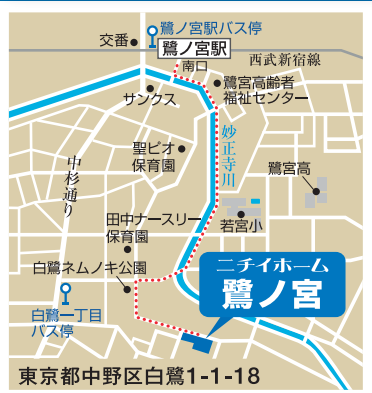 鷺ノ宮駅バス停
交番
鷺ノ宮駅
西武新宿線
南口
サンクス
鷺宮高齢者
福祉センター
妙正寺川
聖ピオ
保育園
中杉通り
鷺宮高
田中ナースリー
保育園
若宮小
白鷺ネムノキ公園
ニチイホーム
鷺ノ宮
白鷺一丁目
バス停
東京都中野区白鷺1-1-18